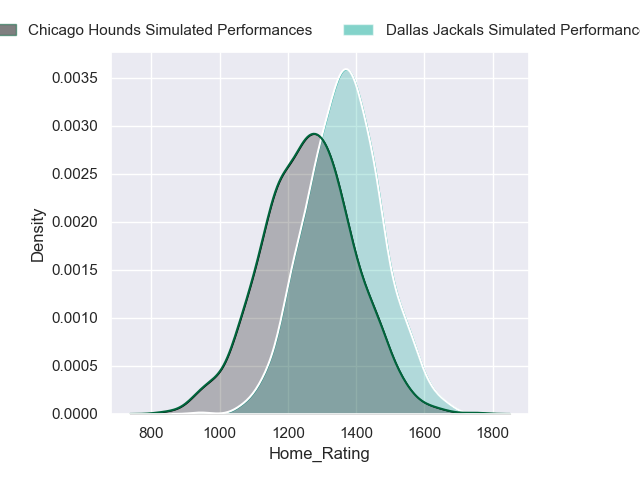 Chicago Hounds Simulated Performances
Dallas Jackals Simulated Performanc
0.0035
0.0030
0.0025
0.0020
0.0015
0.0010
0.0005
0.0000
Density
800 1000 1200 1400 1600 1800
Home_Rating